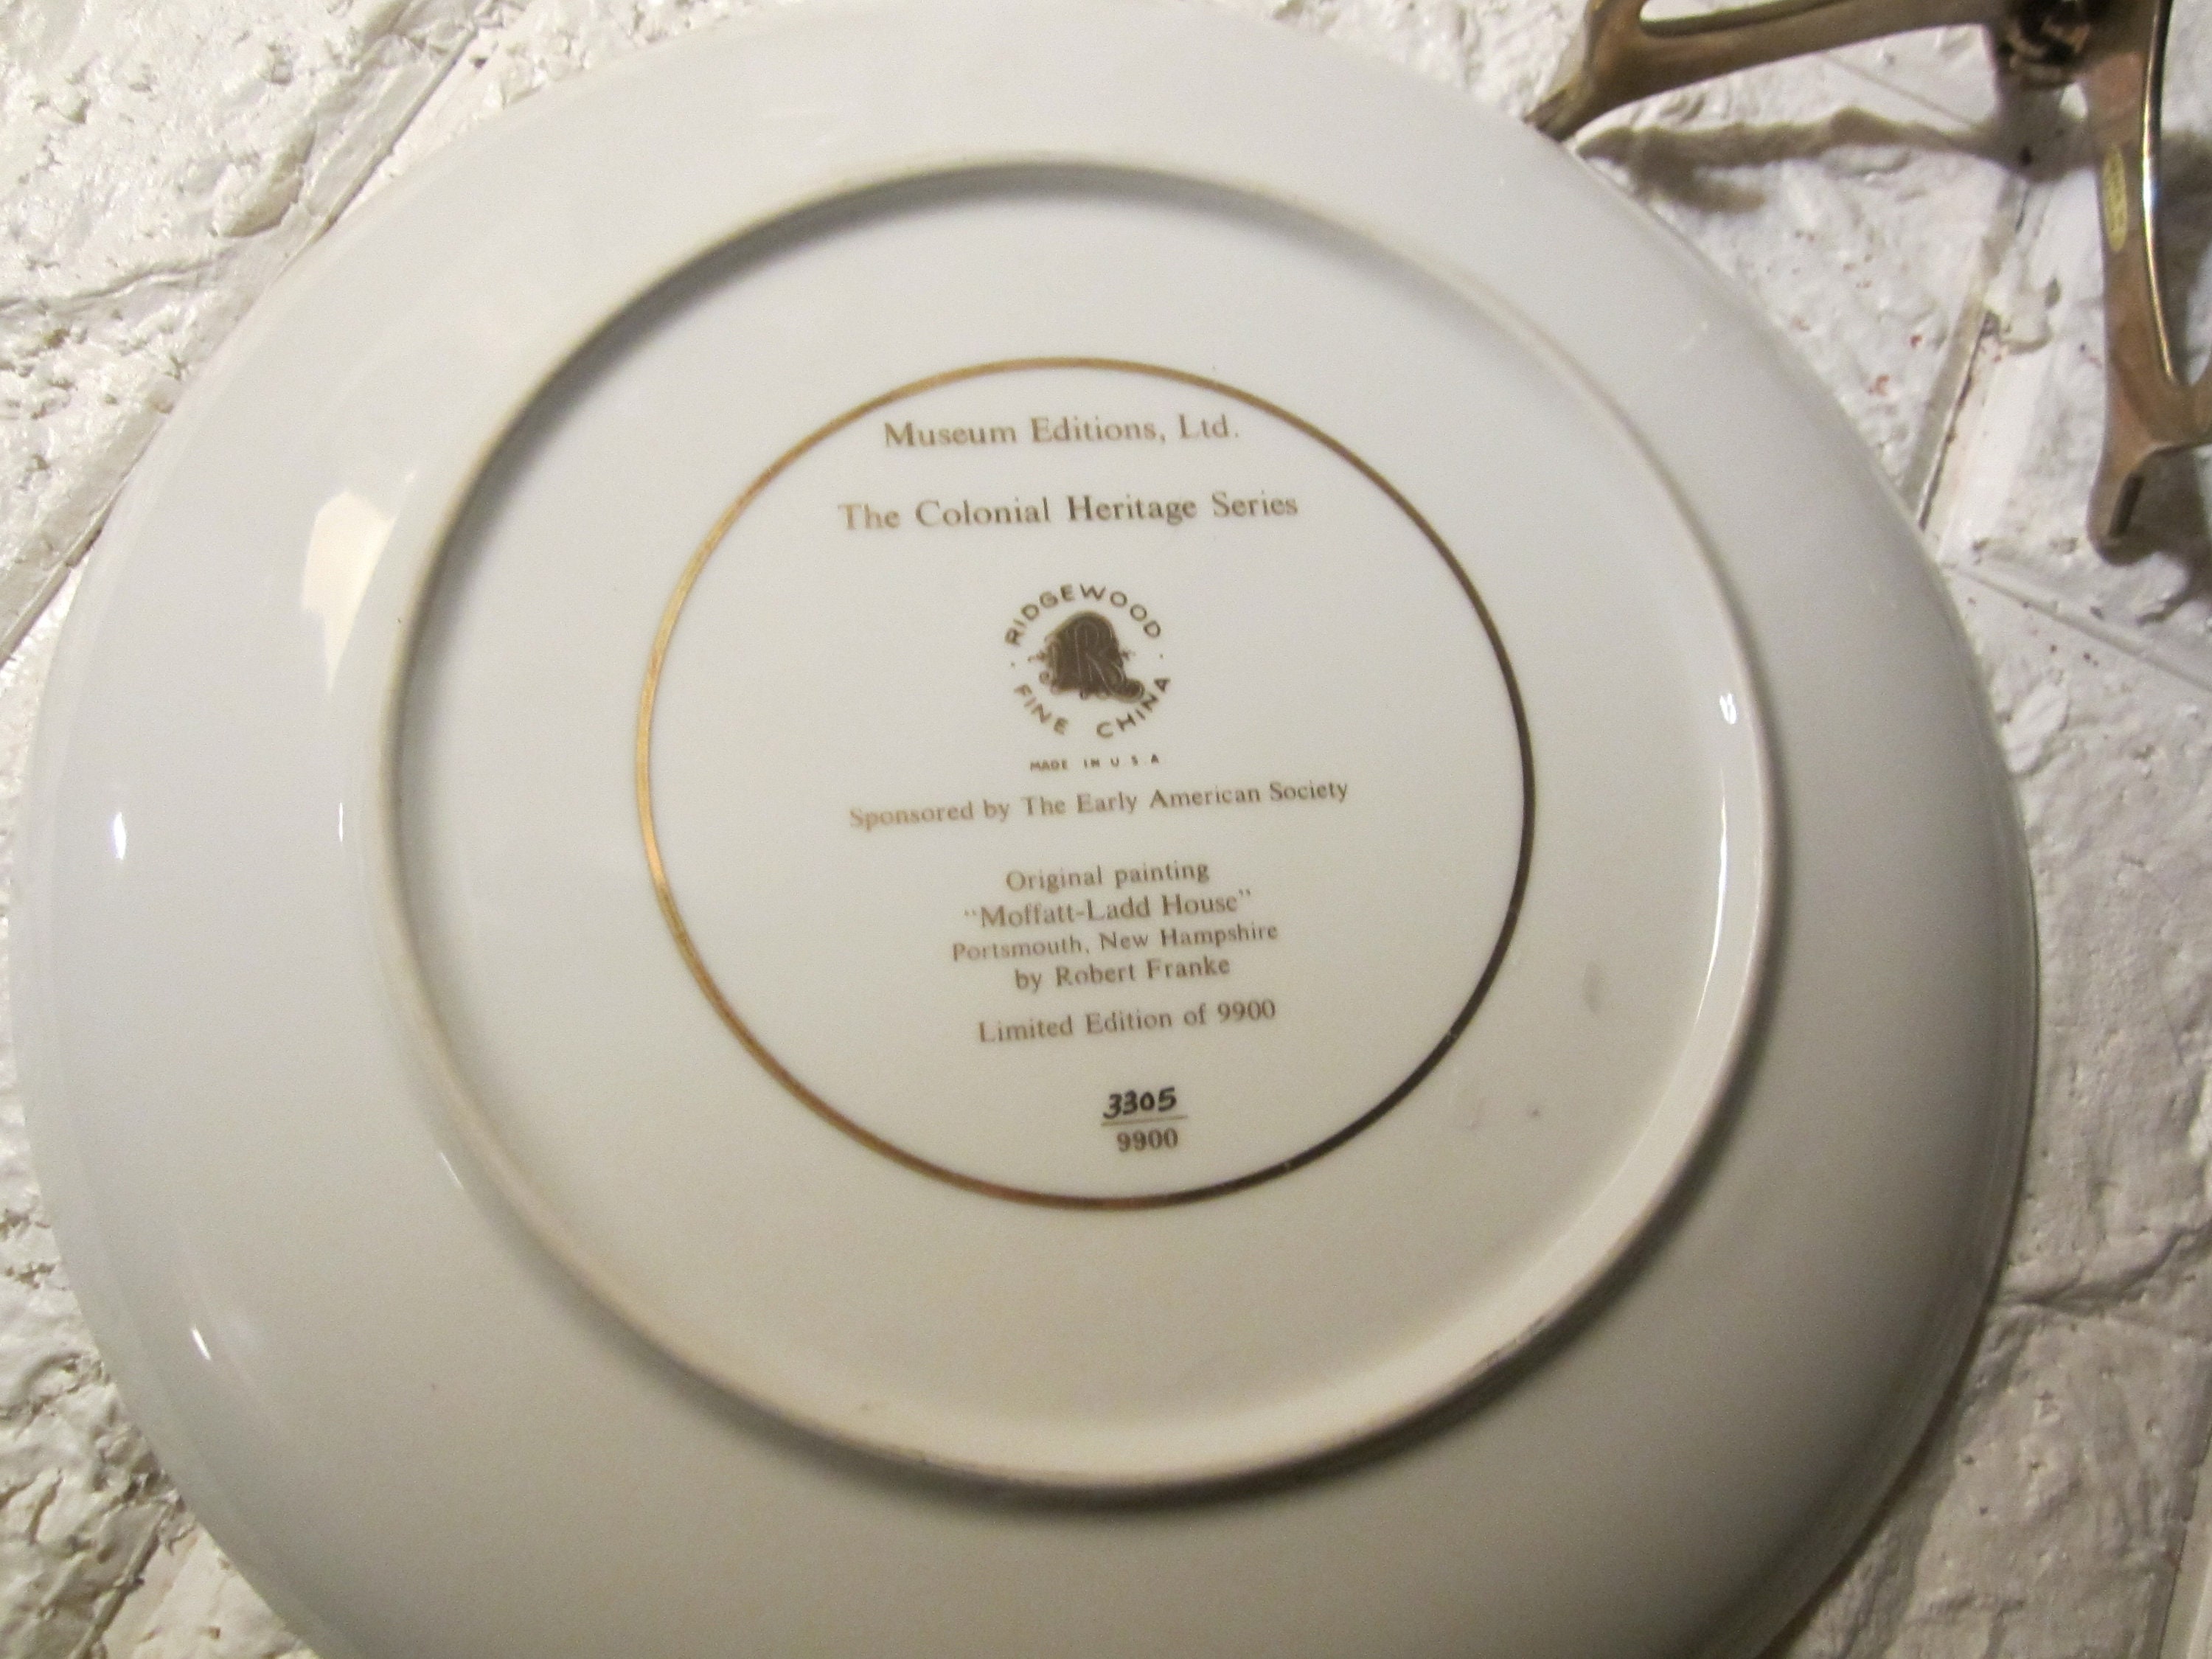 Museum Editions, Ltd.
The Colonial Heritage Series
RIDGEWOOD
R
FINE CHINA
MADE IN U.S.A
Sponsored by The Early American Society
Original painting
"Moffatt-Ladd House"
Portsmouth, New Hampshire
by Robert Franke
Limited Edition of 9900
3305
9900